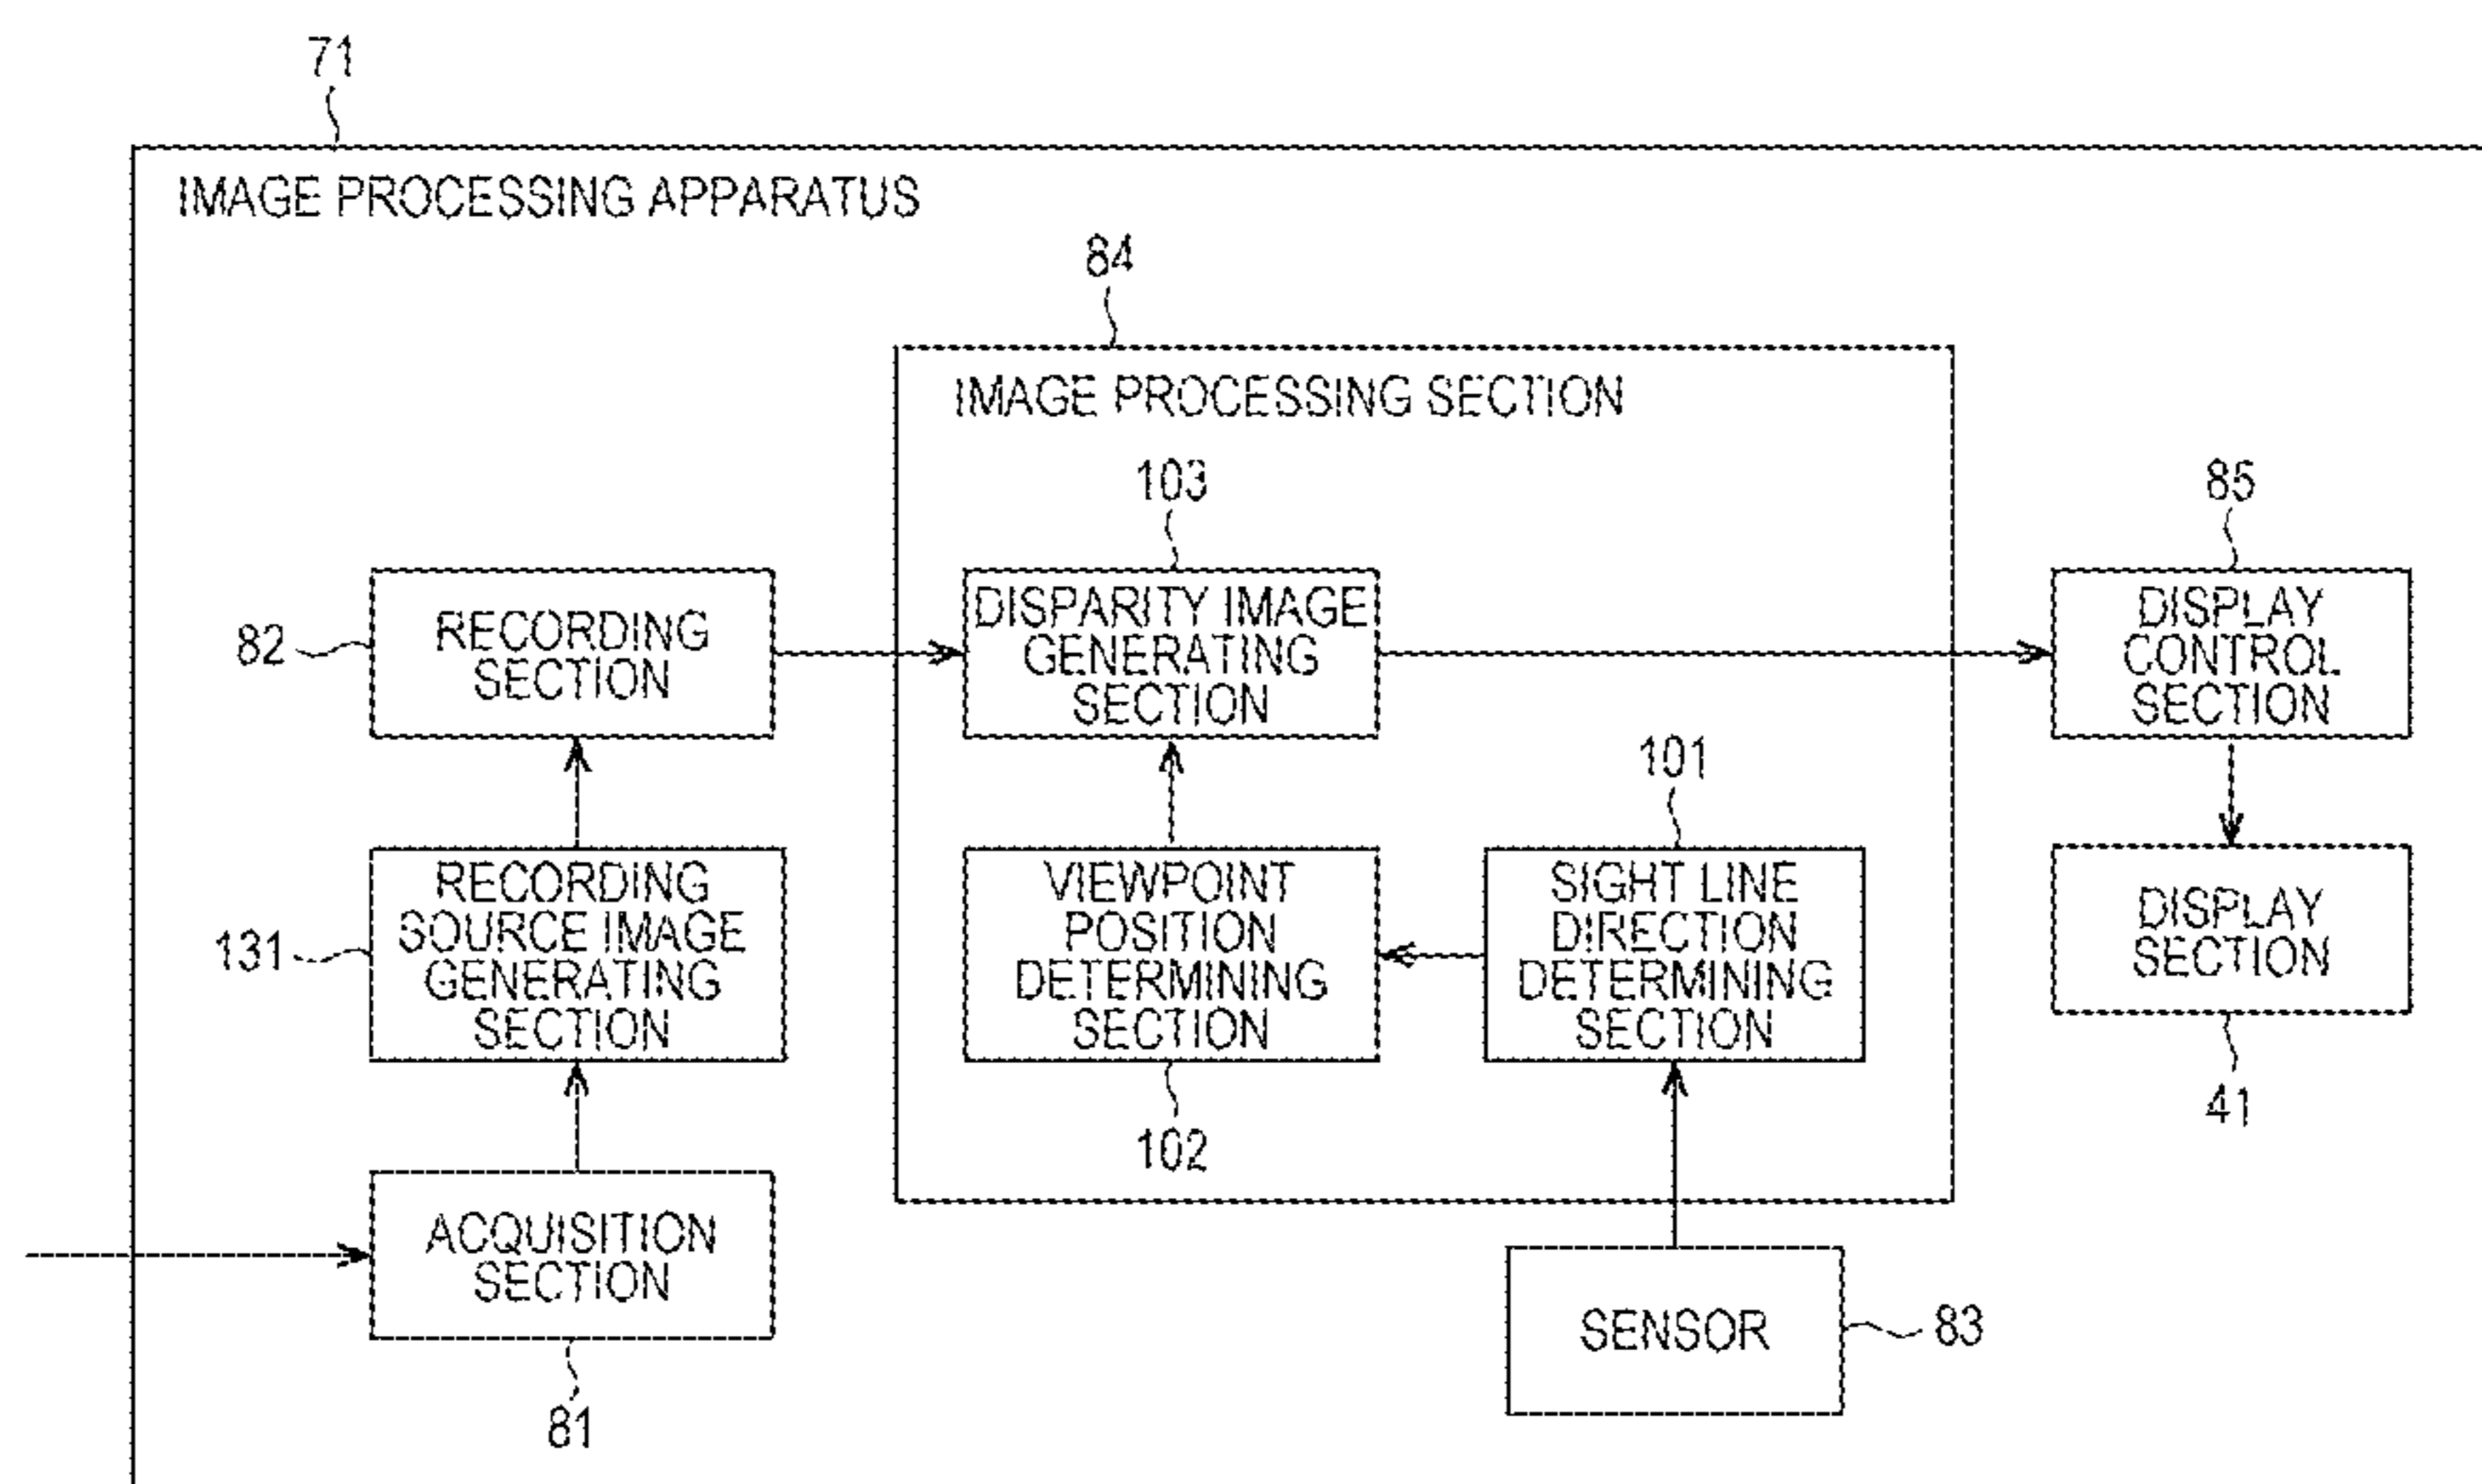 71
IMAGE PROCESSING APPARATUS
84
IMAGE PROCESSING SECTION
103
85
82
RECORDING
SECTION
DISPARITY IMAGE
GENERATING
SECTION
DISPLAY
CONTROL
SECTION
101
131
RECORDING
SOURCE IMAGE
GENERATING
SECTION
VIEWPOINT
POSITION
DETERMINING
SECTION
SIGHT LINE
DIRECTION
DETERMINING
SECTION
DISPLAY
SECTION
102
41
ACQUISITION
SECTION
SENSOR
83
81